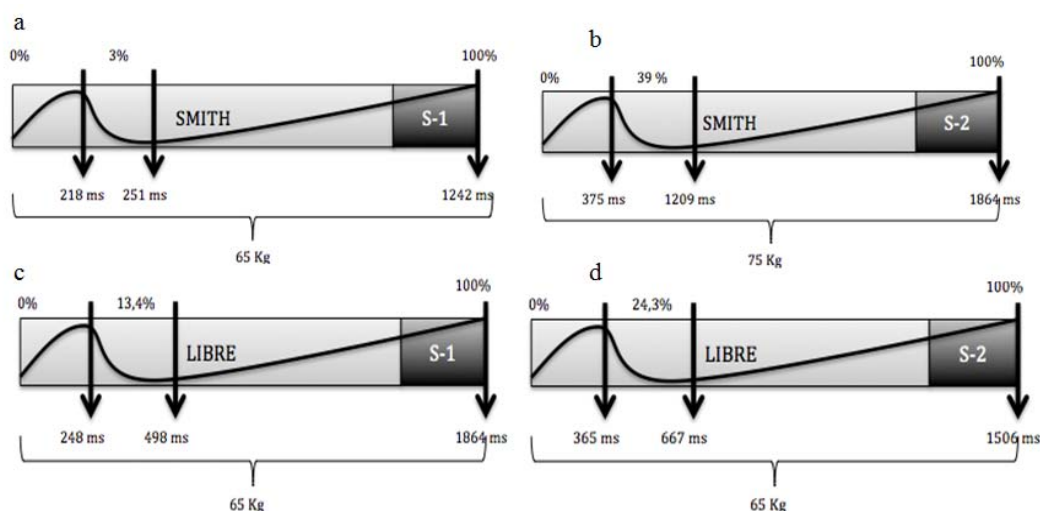 a
0% 3% 100%
SMITH S-1
218 ms 251 ms 1242 ms
65 Kg
b
0% 39 % 100%
SMITH S-2
375 ms 1209 ms 1864 ms
75 Kg
c
0% 13,4% 100%
LIBRE S-1
248 ms 498 ms 1864 ms
65 Kg
d
0% 24,3% 100%
LIBRE S-2
365 ms 667 ms 1506 ms
65 Kg